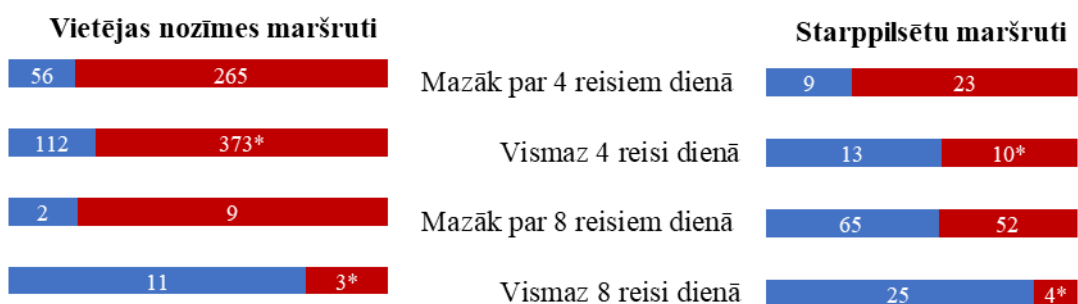 Vietējas nozīmes maršruti
Starppilsētu maršruti
56 265
Mazāk par 4 reisiem dienā
9 23
112 373*
Vismaz 4 reisi dienā
13 10*
2 9
Mazāk par 8 reisiem dienā
65 52
11 3*
Vismaz 8 reisi dienā
25 4*